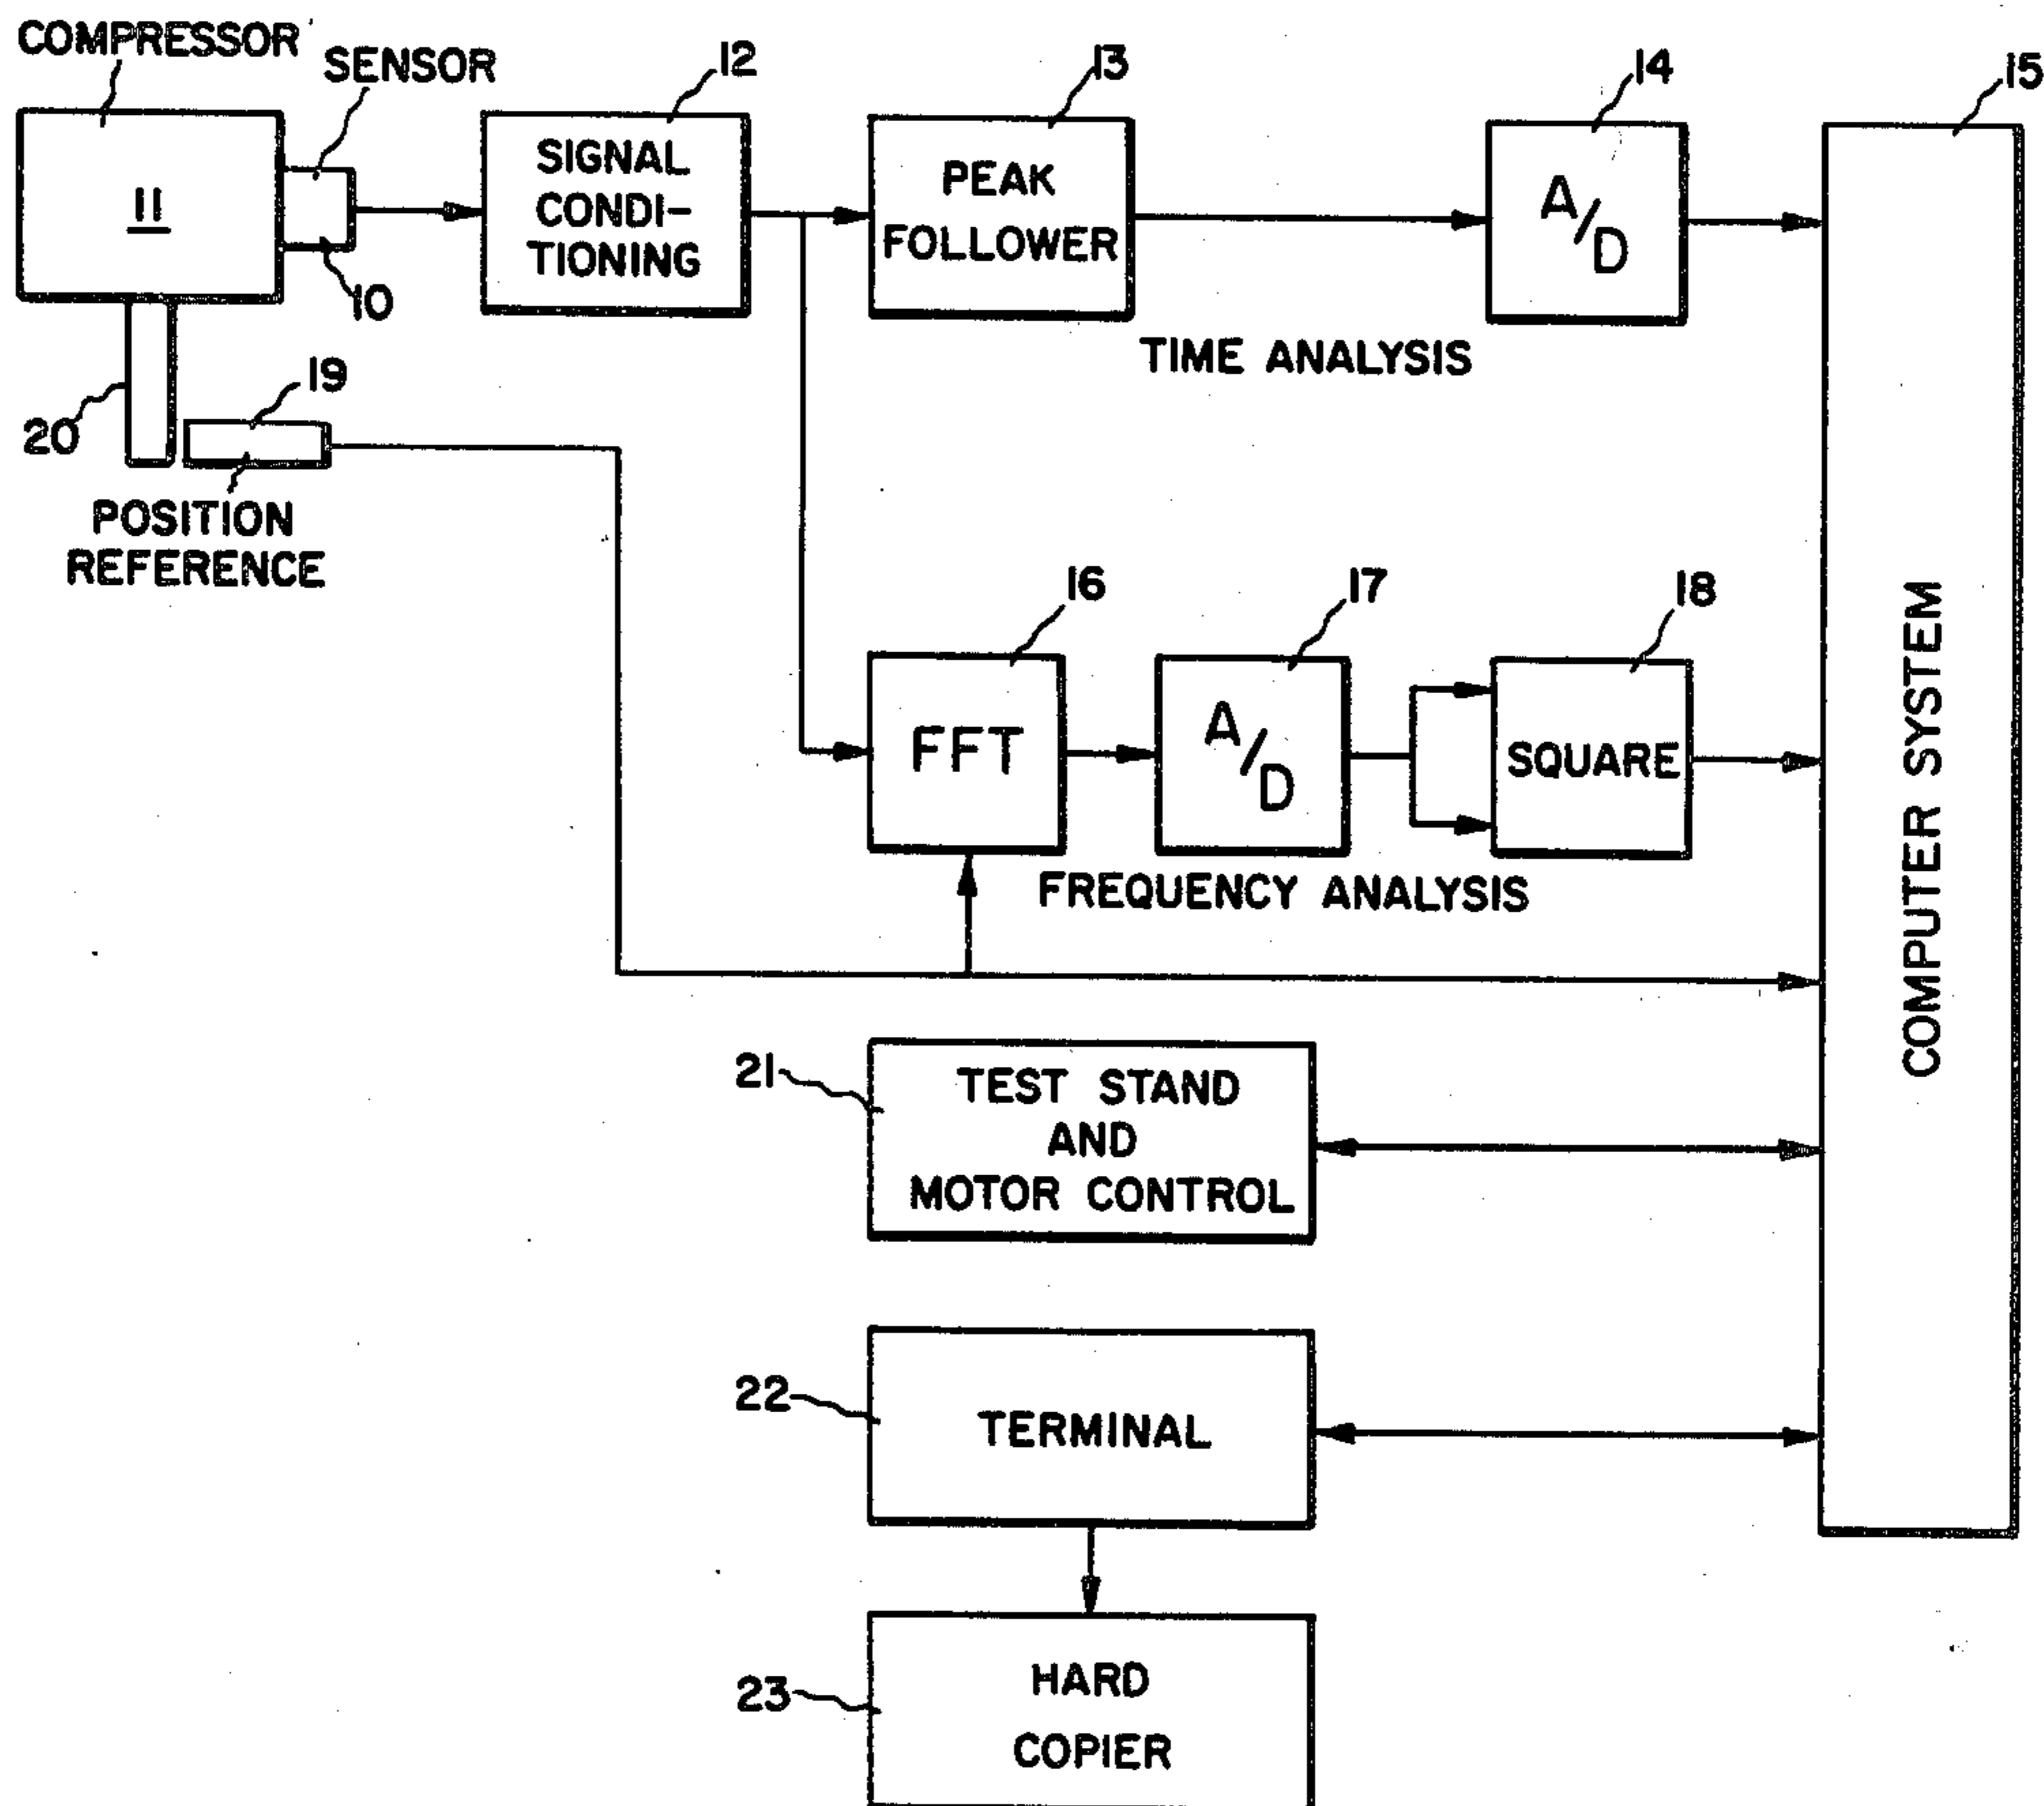 COMPRESSOR
SENSOR
12
13
14
15
11
10
SIGNAL
CONDI-
TIONING
PEAK
FOLLOWER
A/D
TIME ANALYSIS
19
20
POSITION
REFERENCE
16
17
18
FFT
A/D
SQUARE
FREQUENCY ANALYSIS
COMPUTER SYSTEM
21
TEST STAND
AND
MOTOR CONTROL
22
TERMINAL
23
HARD
COPIER